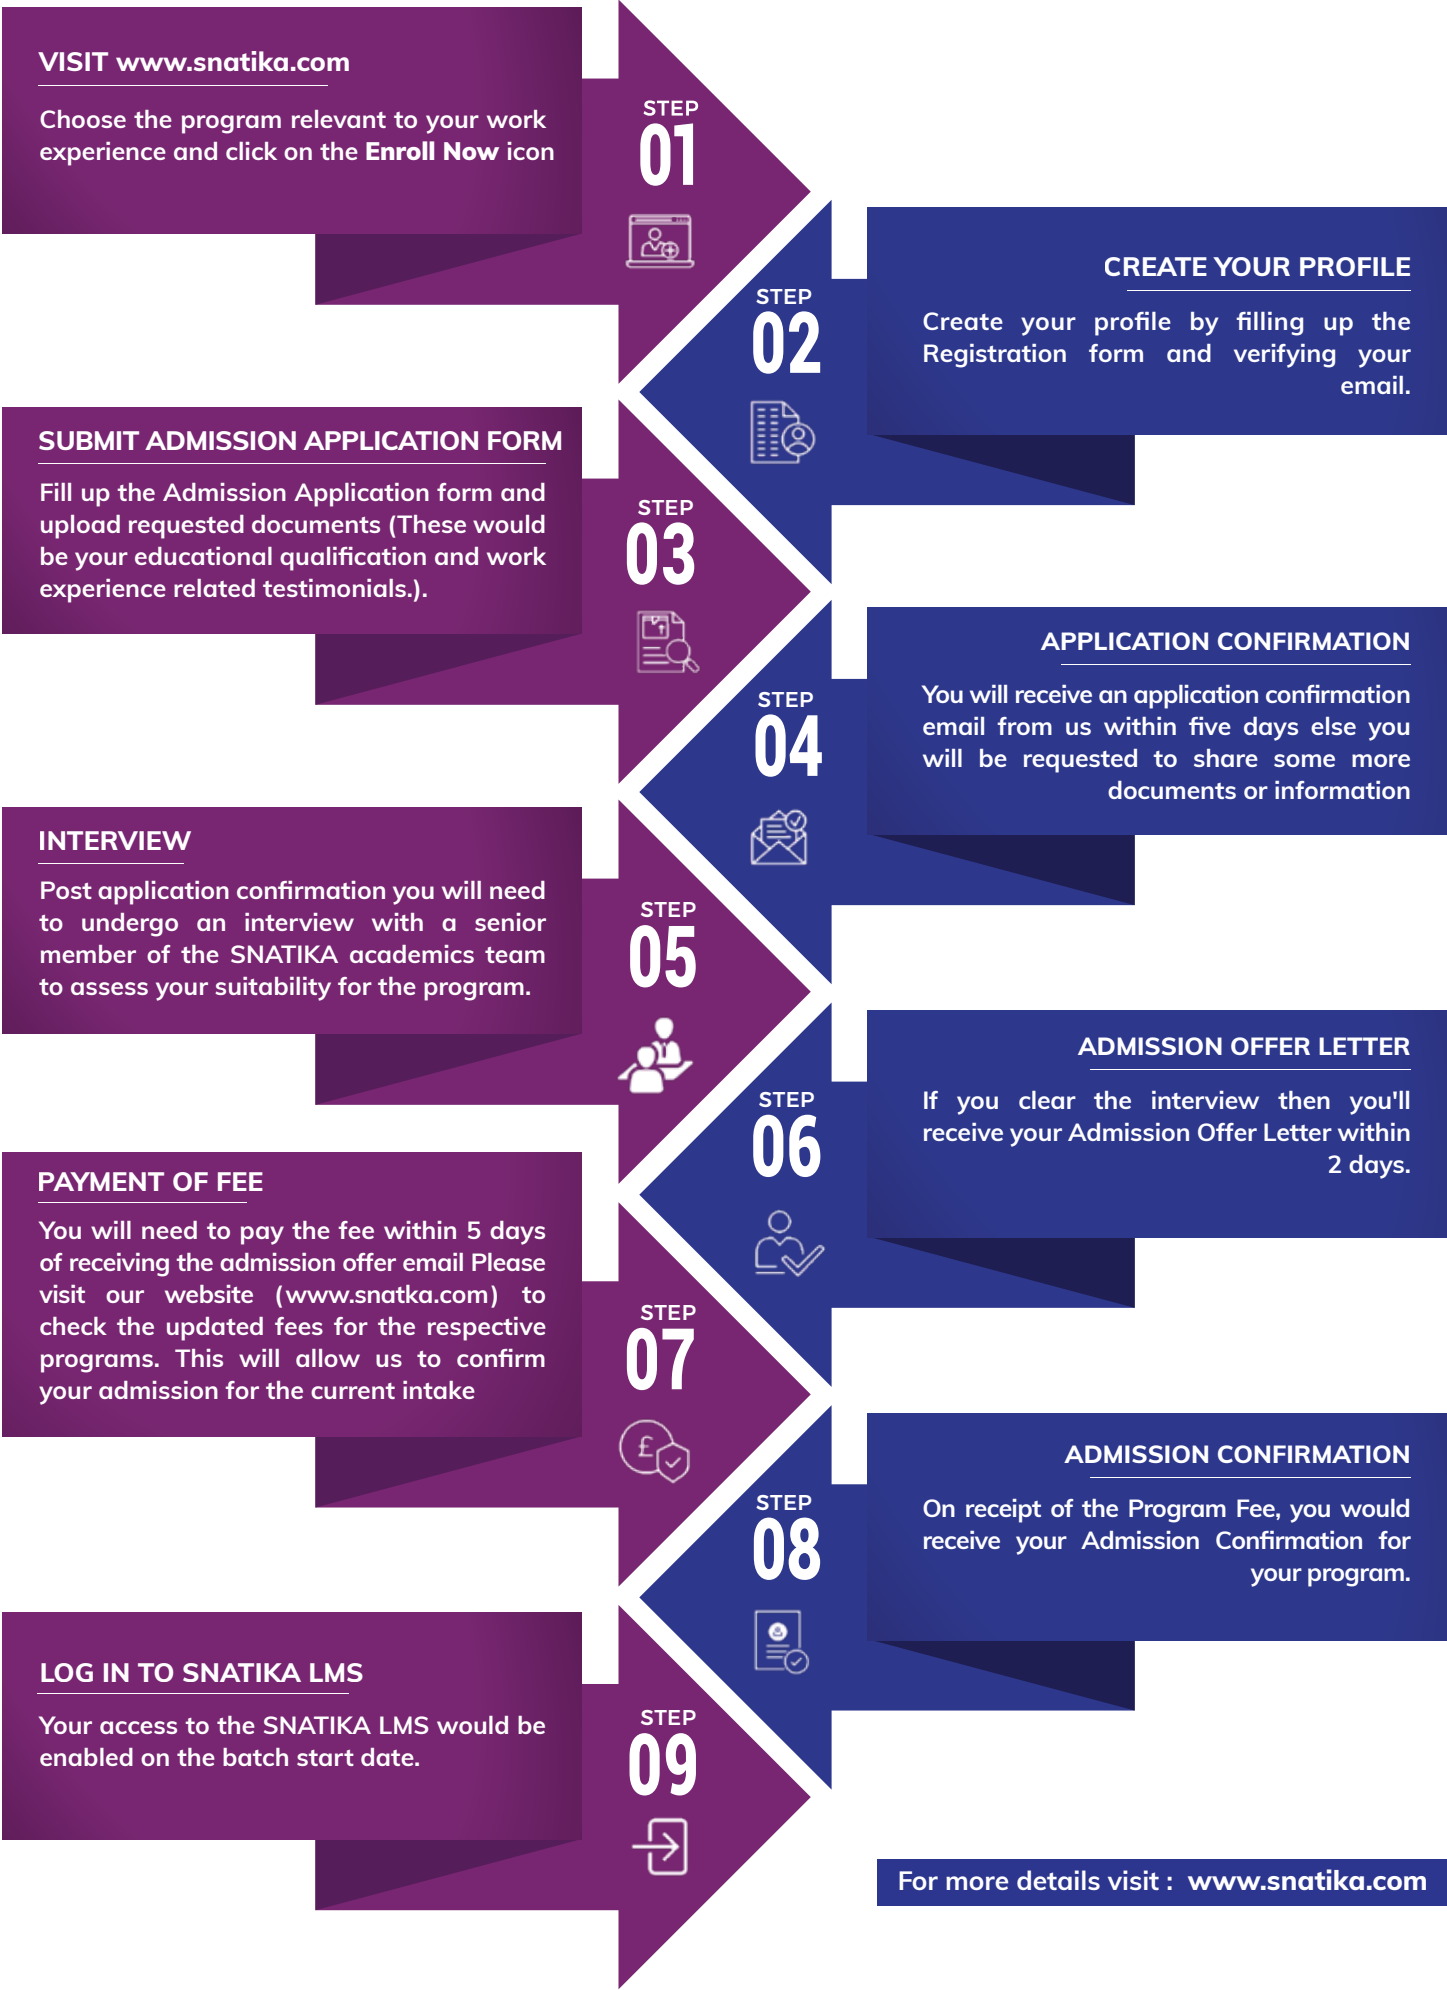 VISIT www.snatika.com
Choose the program relevant to your work
experience and click on the Enroll Now icon
STEP
01
CREATE YOUR PROFILE
Create your profile by filling up the
Registration form and verifying your
email.
STEP
02
SUBMIT ADMISSION APPLICATION FORM
Fill up the Admission Application form and
upload requested documents (These would
be your educational qualification and work
experience related testimonials.).
STEP
03
APPLICATION CONFIRMATION
You will receive an application confirmation
email from us within five days else you
will be requested to share some more
documents or information
STEP
04
INTERVIEW
Post application confirmation you will need
to undergo an interview with a senior
member of the SNATIKA academics team
to assess your suitability for the program.
STEP
05
ADMISSION OFFER LETTER
If you clear the interview then you'll
receive your Admission Offer Letter within
2 days.
STEP
06
PAYMENT OF FEE
You will need to pay the fee within 5 days
of receiving the admission offer email Please
visit our website (www.snatka.com) to
check the updated fees for the respective
programs. This will allow us to confirm
your admission for the current intake
STEP
07
£
ADMISSION CONFIRMATION
On receipt of the Program Fee, you would
receive your Admission Confirmation for
your program.
STEP
08
LOG IN TO SNATIKA LMS
Your access to the SNATIKA LMS would be
enabled on the batch start date.
STEP
09
For more details visit : www.snatika.com